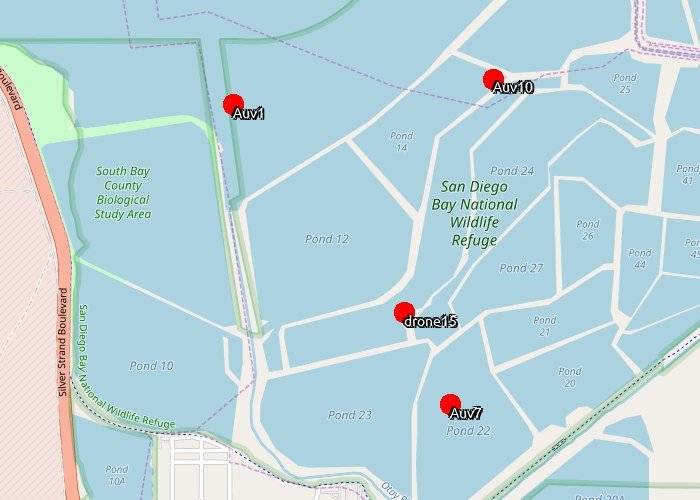 Pond
25
Auv10
Boulevard
Auv1
Pond
14
South Bay
County
Biological
Study Area
Pond 24
Pond
41
San Diego
Bay National
Wildlife
Refuge
Pond 12
Pond
26
Pond
44
Pond 27
Silver Strand Boulevard
San Diego Bay National Wildlife Refuge
drone15
Pond
21
Pond 10
Pond
20
Pond 23
Auv7
Pond 22
Pond
10A
Pond 20A